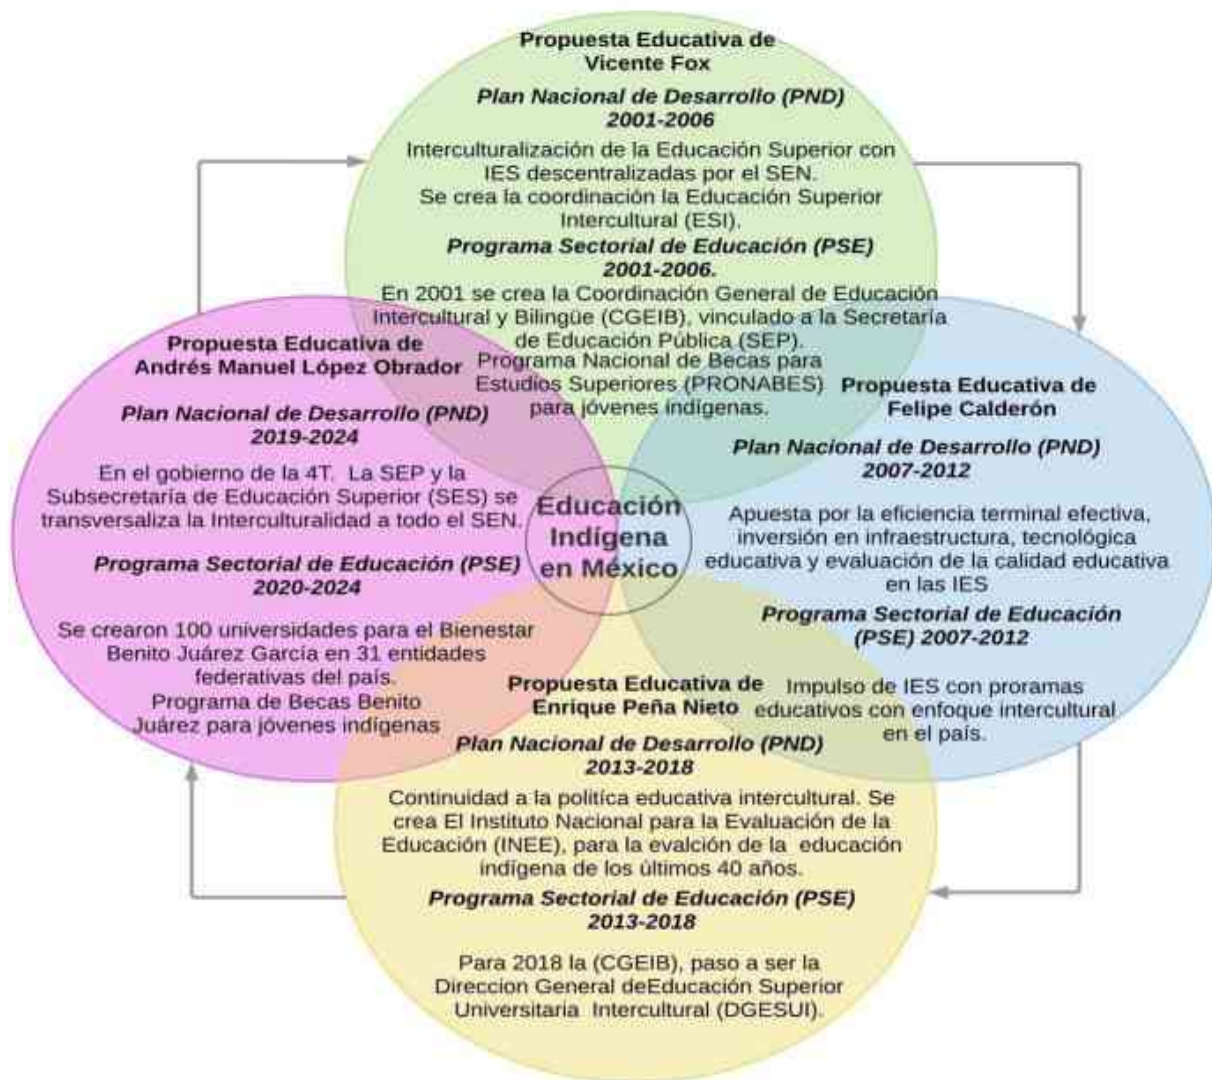 Propuesta Educativa de
Vicente Fox
Plan Nacional de Desarrollo (PND)
2001-2006
Interculturalización de la Educación Superior con
IES descentralizadas por el SEN.
Se crea la coordinación la Educación Superior
Intercultural (ESI).
Programa Sectorial de Educación (PSE)
2001-2006.
En 2001 se crea la Coordinación General de Educación
Intercultural y Bilingüe (CGEIB), vinculado a la Secretaría
de Educación Pública (SEP).
Programa Nacional de Becas para
Estudios Superiores (PRONABES)
para jóvenes indígenas.
Propuesta Educativa de
Felipe Calderón
Plan Nacional de Desarrollo (PND)
2007-2012
Apuesta por la eficiencia terminal efectiva,
inversión en infraestructura, tecnológica
educativa y evaluación de la calidad educativa
en las IES
Programa Sectorial de Educación
(PSE) 2007-2012
Impulso de IES con proramas
educativos con enfoque intercultural
en el país.
Propuesta Educativa de
Enrique Peña Nieto
Plan Nacional de Desarrollo (PND)
2013-2018
Continuidad a la politíca educativa intercultural. Se
crea El Instituto Nacional para la Evaluación de la
Educación (INEE), para la evalción de la educación
indígena de los últimos 40 años.
Programa Sectorial de Educación (PSE)
2013-2018
Para 2018 la (CGEIB), paso a ser la
Direccion General deEducación Superior
Universitaria Intercultural (DGESUI).
Propuesta Educativa de
Andrés Manuel López Obrador
Plan Nacional de Desarrollo (PND)
2019-2024
En el gobierno de la 4T. La SEP y la
Subsecretaría de Educación Superior (SES) se
transversaliza la Interculturalidad a todo el SEN.
Programa Sectorial de Educación (PSE)
2020-2024
Se crearon 100 universidades para el Bienestar
Benito Juárez García en 31 entidades
federativas del país.
Programa de Becas Benito
Juárez para jóvenes indígenas
Educación
Indígena
en México